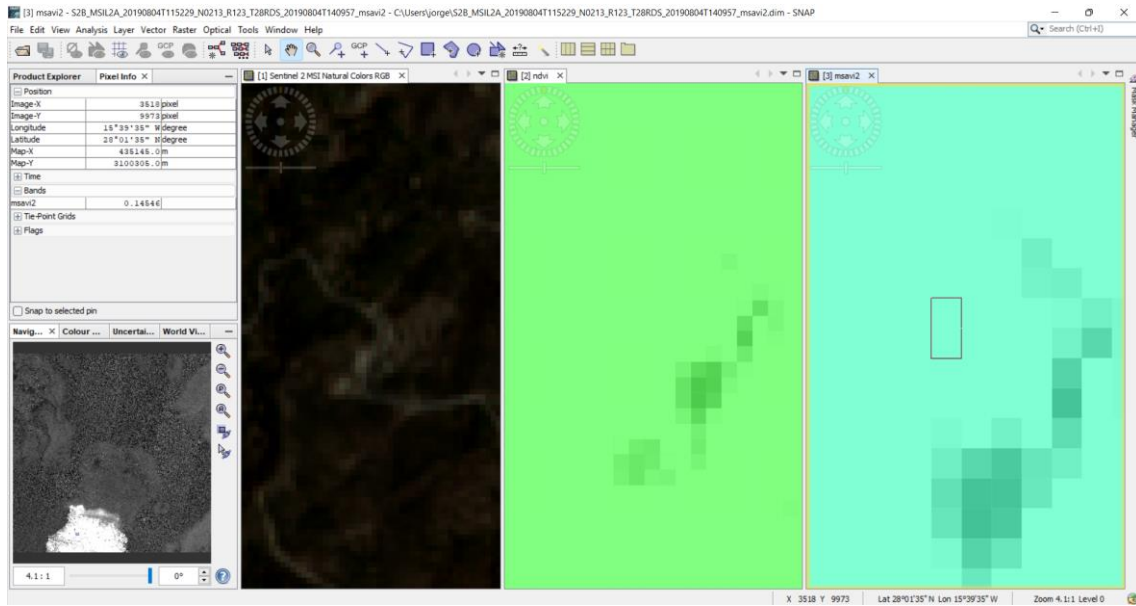 [3] msavi2 - S2B_MSIL2A_20190804T115229_N0213_R123_T28RDS_20190804T140957_msavi2 - C:\Users\jorge\S2B_MSIL2A_20190804T115229_N0213_R123_T28RDS_20190804T140957_msavi2.dim - SNAP
File Edit View Analysis Layer Vector Raster Optical Tools Window Help
Search (Ctrl+I)
GCP GCP
Product Explorer Pixel Info
[1] Sentinel 2 MSI Natural Colors RGB
[2] ndvi
[3] msavi2
Mask Manager
Position
Image-X 3518 pixel
Image-Y 9973 pixel
Longitude 15°39'35" W degree
Latitude 28°01'35" N degree
Map-X 435145.0 m
Map-Y 3100305.0 m
Time
Bands
msavi2 0.14546
Tie-Point Grids
Flags
Snap to selected pin
Navig... Colour ... Uncertai... World Vi...
4.1:1 0°
X 3518 Y 9973 Lat 28°01'35" N Lon 15°39'35" W Zoom 4.1:1 Level 0